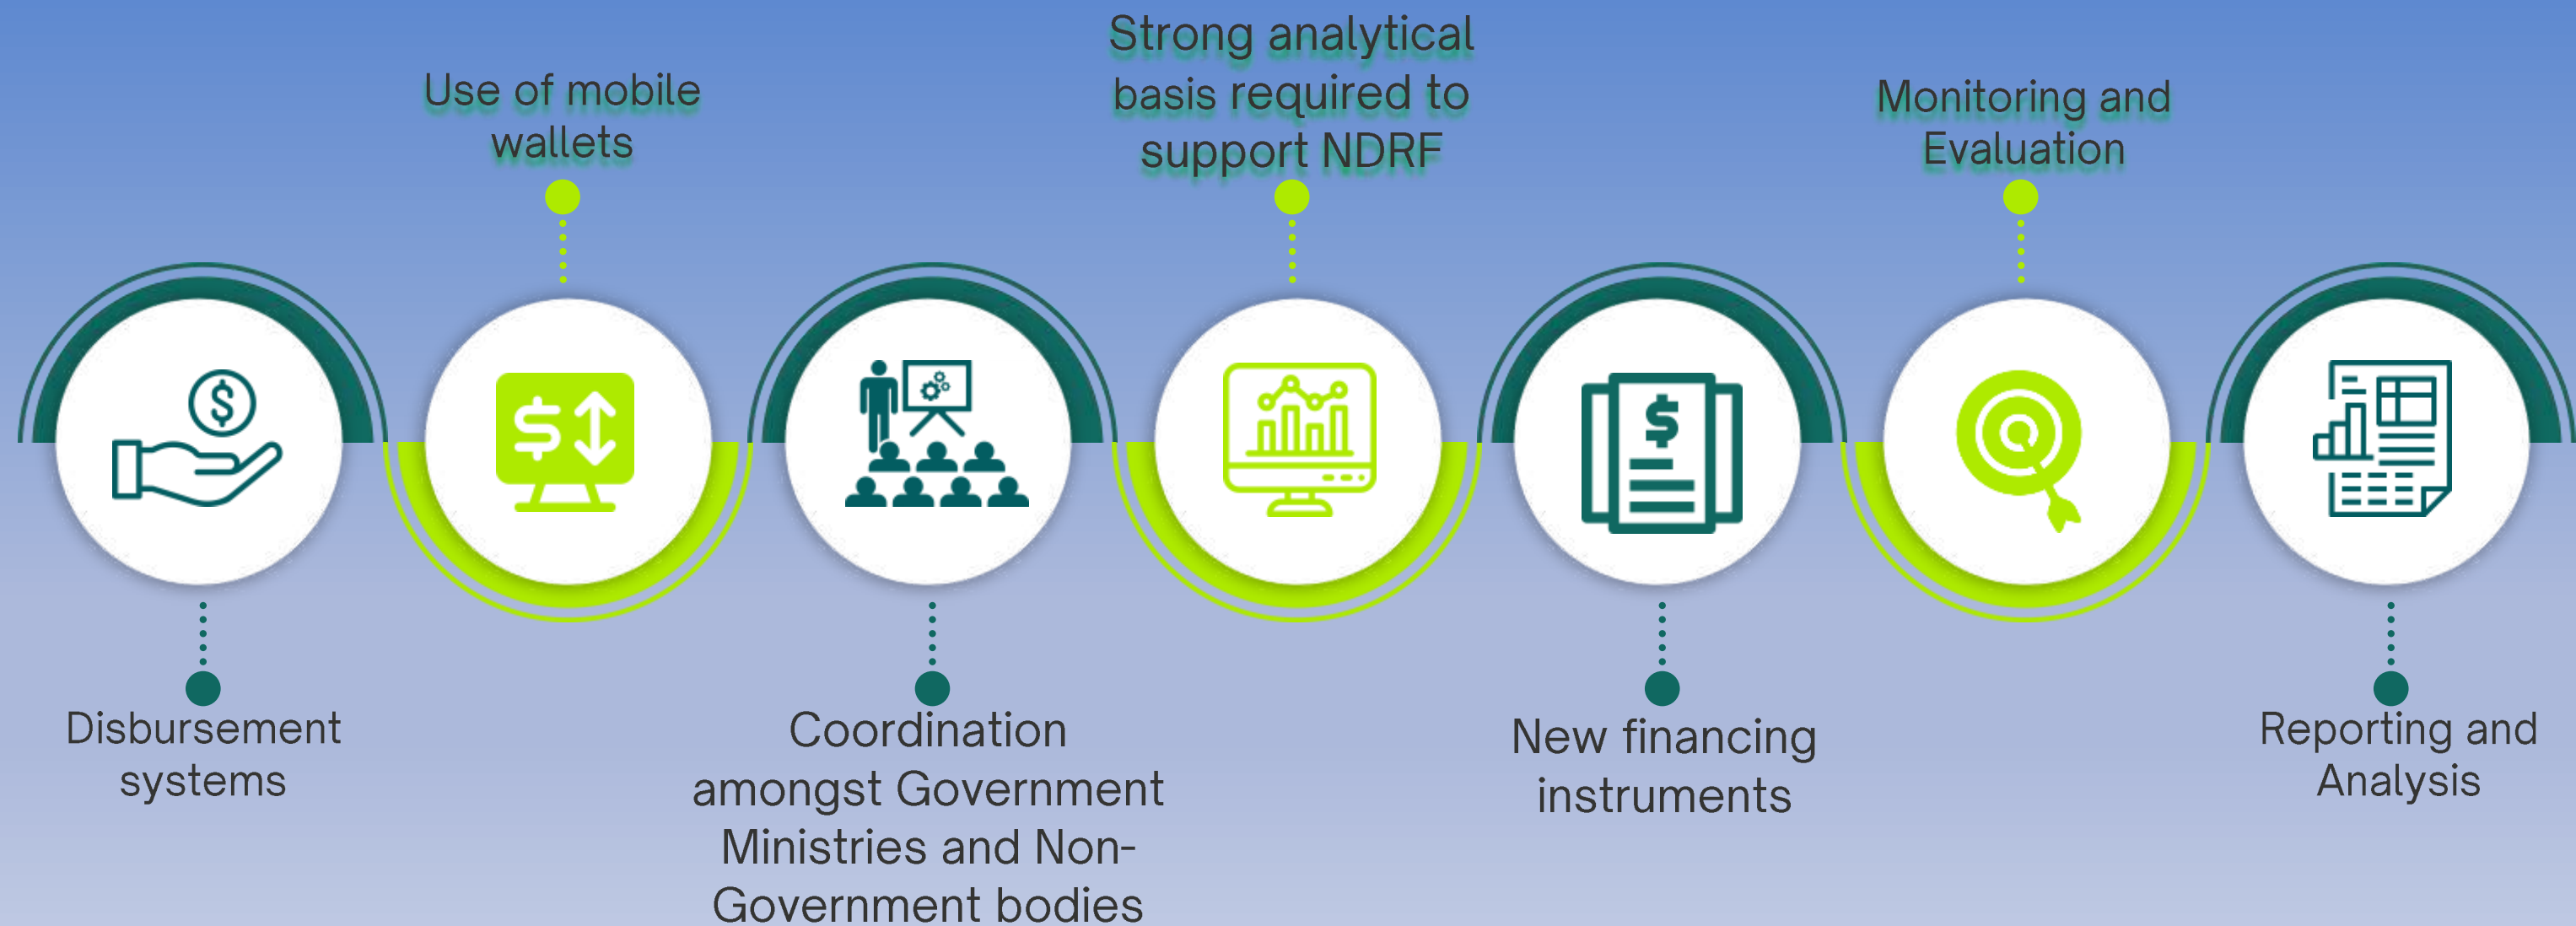 Disbursement
systems
Use of mobile
wallets
Coordination
amongst Government
Ministries and Non-
Government bodies
Strong analytical
basis required to
support NDRF
New financing
instruments
Monitoring and
Evaluation
Reporting and
Analysis